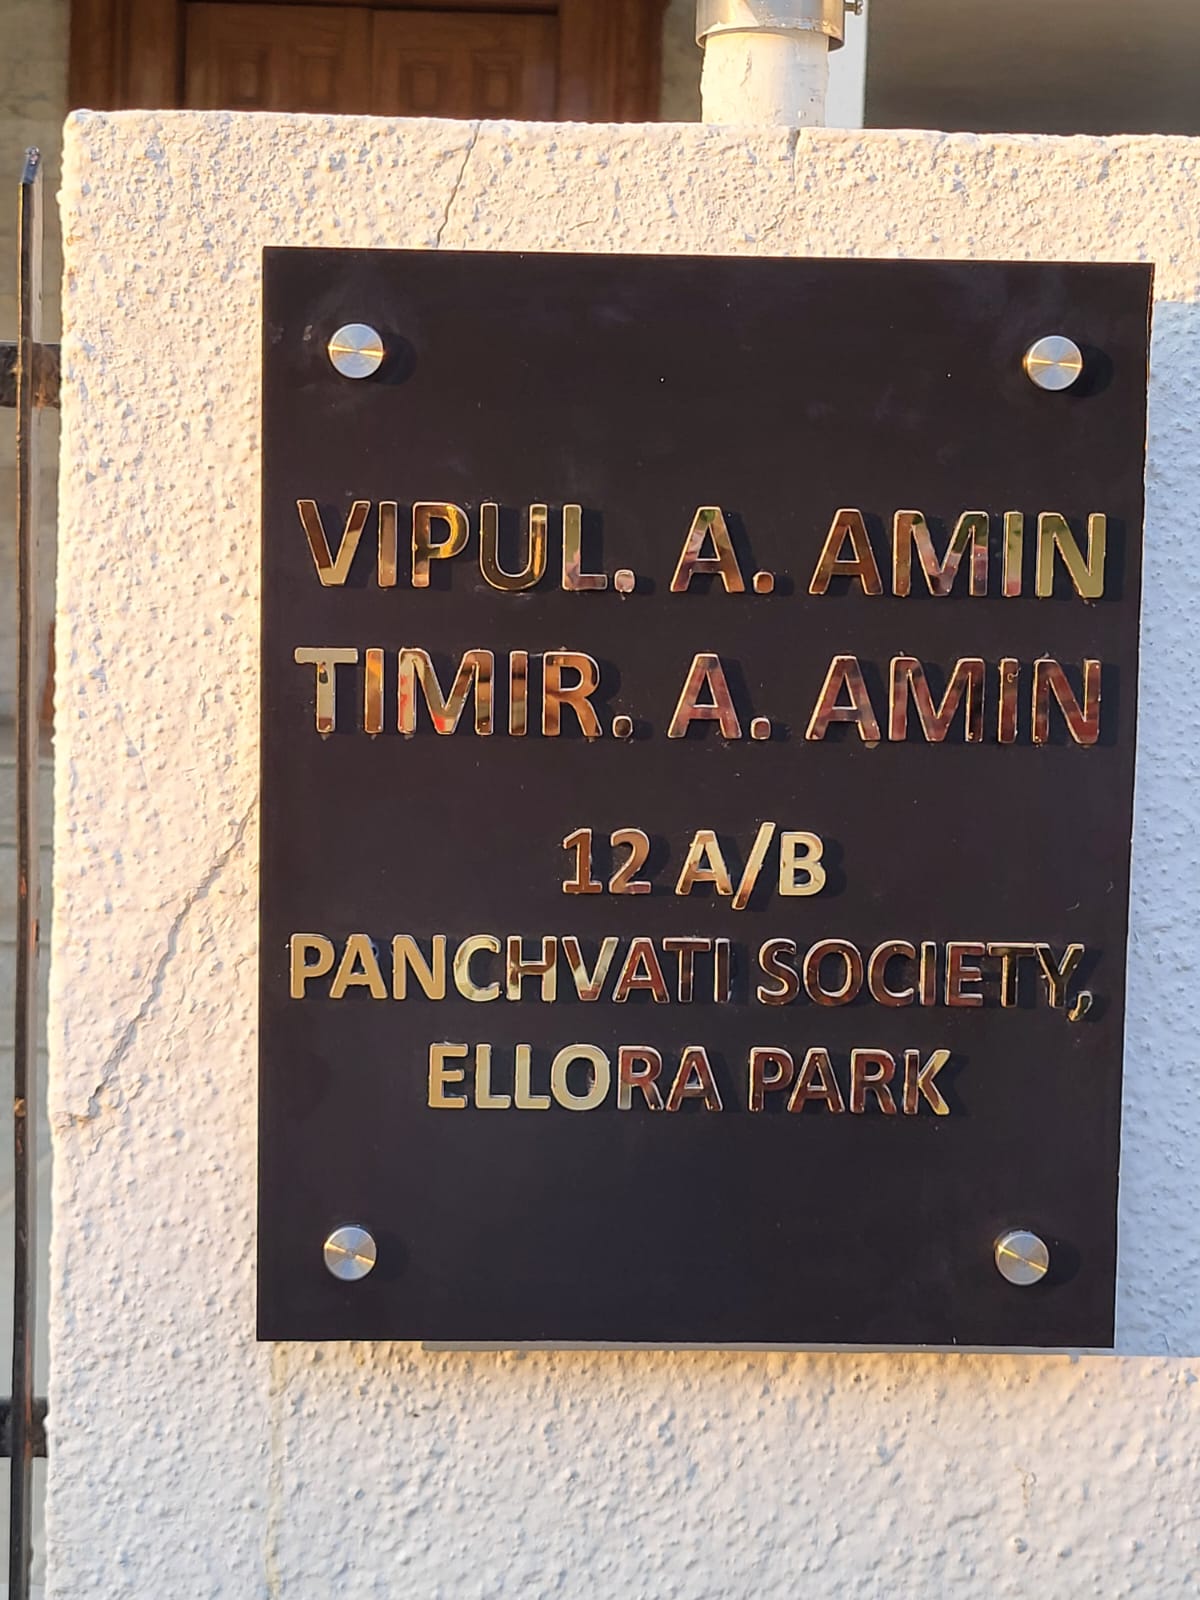 VIPUL. A. AMIN
TIMIR. A. AMIN
12 A/B
PANCHVATI SOCIETY,
ELLORA PARK